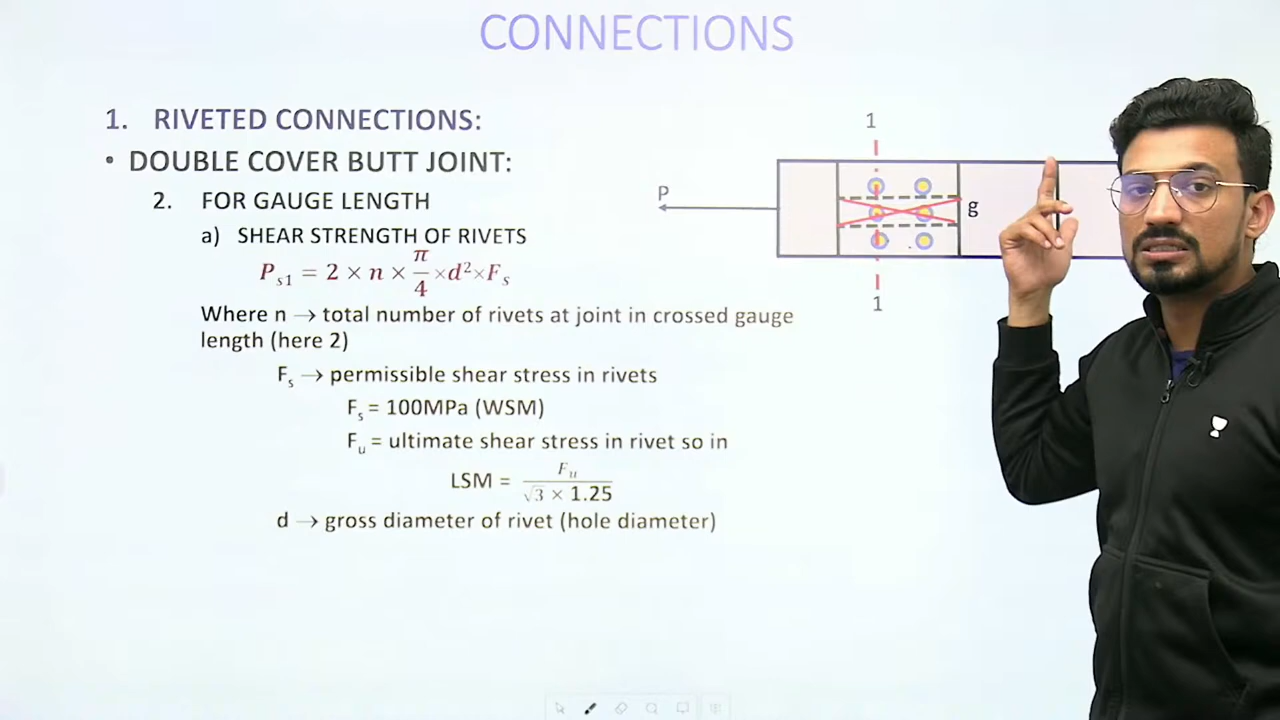 CONNECTIONS
1. RIVETED CONNECTIONS:
• DOUBLE COVER BUTT JOINT:
2. FOR GAUGE LENGTH
a) SHEAR STRENGTH OF RIVETS
P_s1 = 2 × n × π/4 ×d²×F_s
Where n → total number of rivets at joint in crossed gauge
length (here 2)
F_s → permissible shear stress in rivets
F_s = 100MPa (WSM)
F_u = ultimate shear stress in rivet so in
LSM = F_u/(√3 × 1.25)
d → gross diameter of rivet (hole diameter)
1
P
g
1